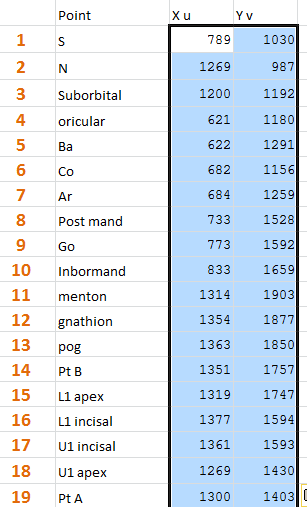 Point X u Y v
1 S 789 1030
2 N 1269 987
3 Suborbital 1200 1192
4 oricular 621 1180
5 Ba 622 1291
6 Co 682 1156
7 Ar 684 1259
8 Post mand 733 1528
9 Go 773 1592
10 Inbormand 833 1659
11 menton 1314 1903
12 gnathion 1354 1877
13 pog 1363 1850
14 Pt B 1351 1757
15 L1 apex 1319 1747
16 L1 incisal 1377 1594
17 U1 incisal 1361 1593
18 U1 apex 1269 1430
19 Pt A 1300 1403